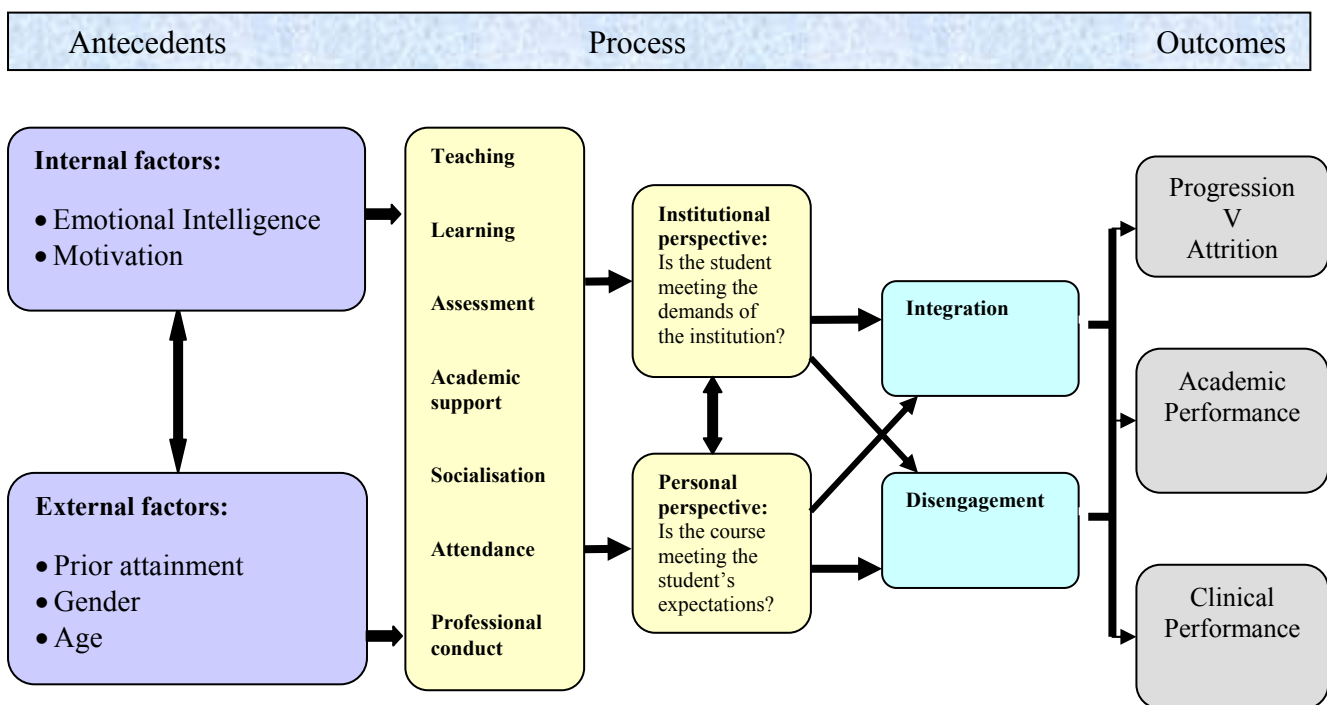 Antecedents Process Outcomes
Internal factors:
• Emotional Intelligence
• Motivation
External factors:
• Prior attainment
• Gender
• Age
Teaching
Learning
Assessment
Academic
support
Socialisation
Attendance
Professional
conduct
Institutional
perspective:
Is the student
meeting the
demands of
the institution?
Personal
perspective:
Is the course
meeting the
student’s
expectations?
Integration
Disengagement
Progression
V
Attrition
Academic
Performance
Clinical
Performance